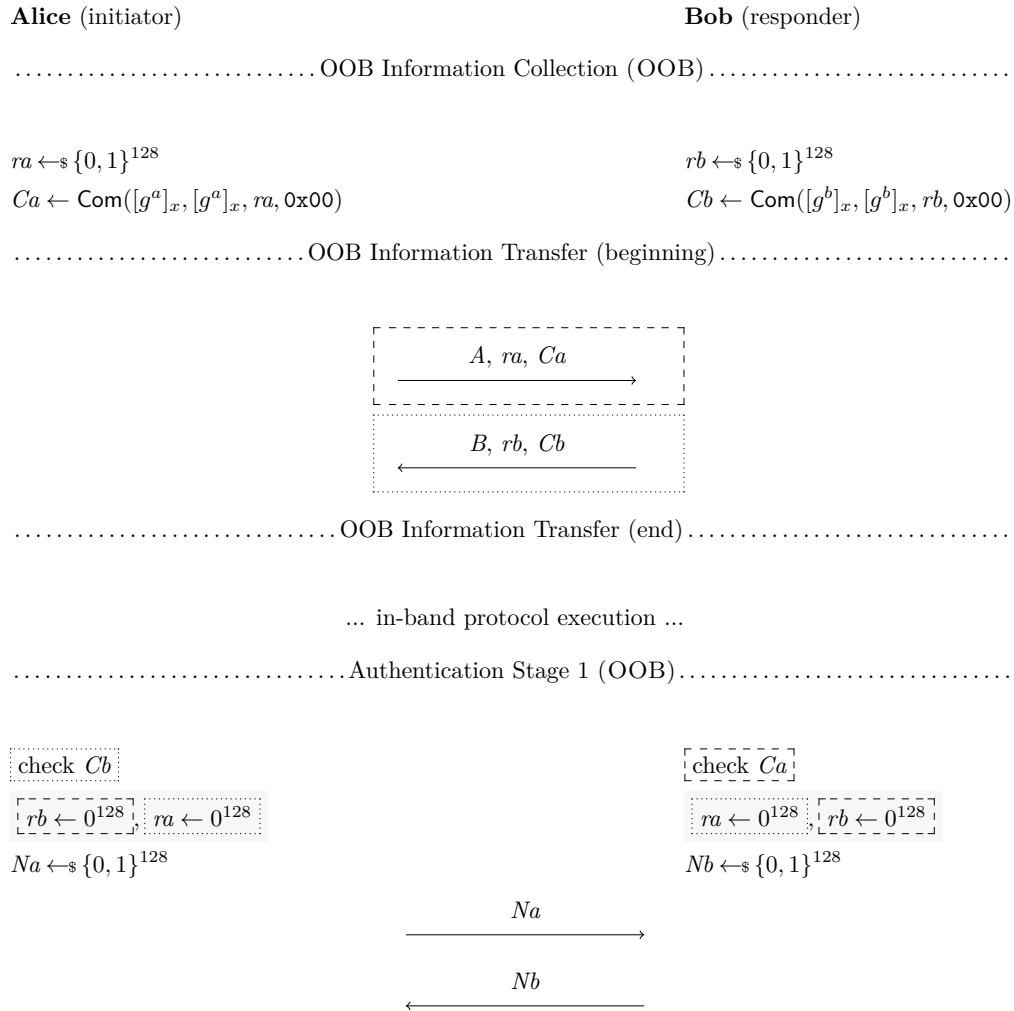 Alice (initiator) Bob (responder)
OOB Information Collection (OOB)
ra ←$ {0, 1}^128 rb ←$ {0, 1}^128
Ca ← Com([g^a]_x, [g^a]_x, ra, 0x00) Cb ← Com([g^b]_x, [g^b]_x, rb, 0x00)
OOB Information Transfer (beginning)
A, ra, Ca
B, rb, Cb
OOB Information Transfer (end)
... in-band protocol execution ...
Authentication Stage 1 (OOB)
check Cb check Ca
rb ← 0^128, ra ← 0^128 ra ← 0^128, rb ← 0^128
Na ←$ {0, 1}^128 Nb ←$ {0, 1}^128
Na
Nb